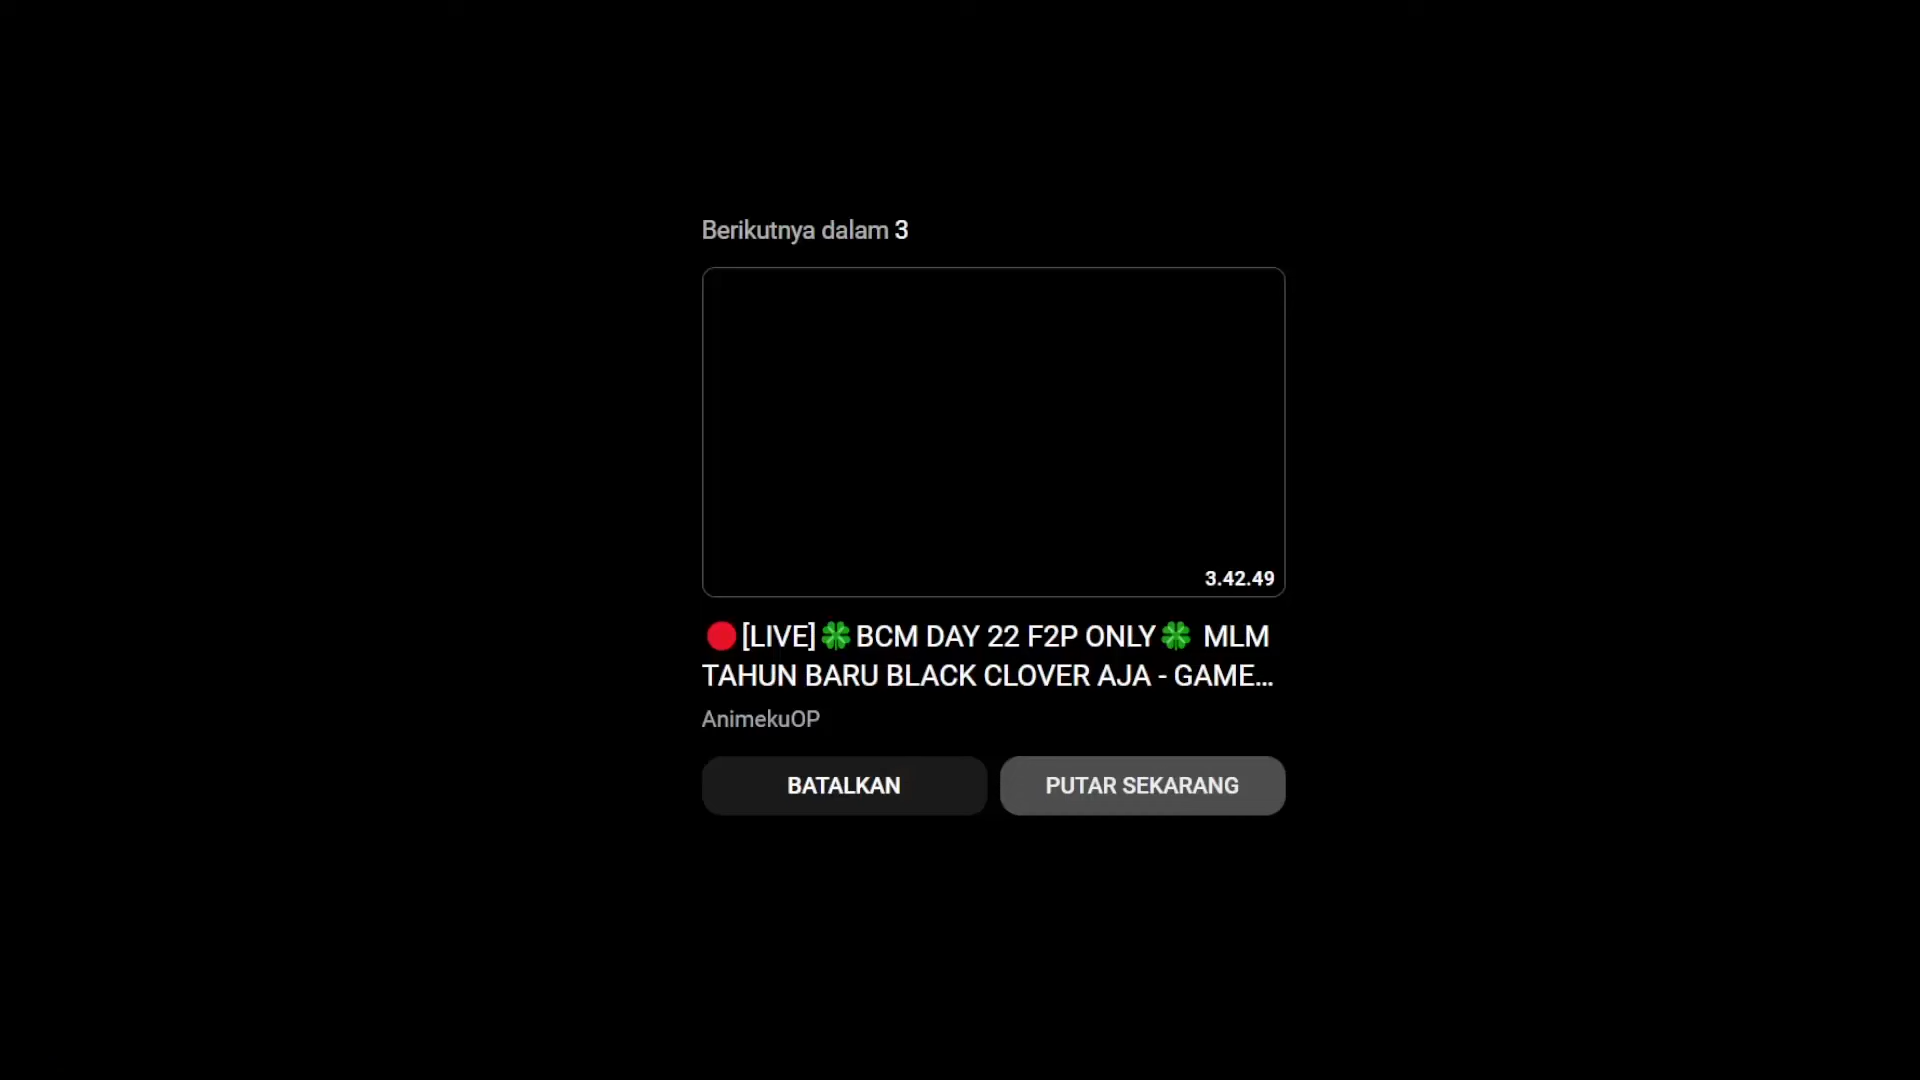 Berikutnya dalam 3
3.42.49
🔴[LIVE]🍀BCM DAY 22 F2P ONLY🍀 MLM
TAHUN BARU BLACK CLOVER AJA - GAME...
AnimekuOP
BATALKAN
PUTAR SEKARANG